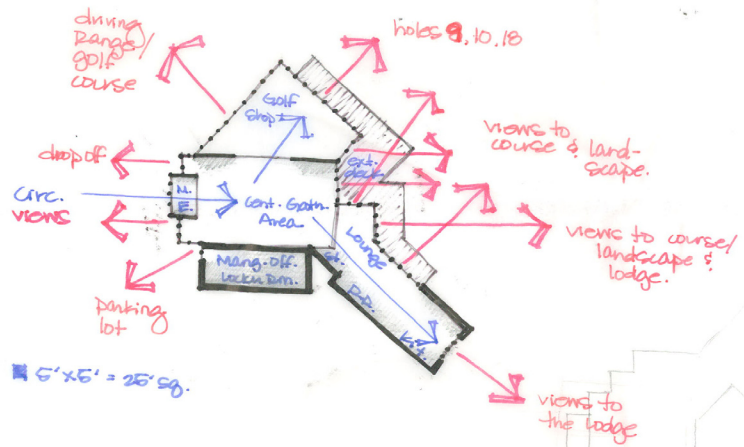 driving
range/
golf
course
holes 9, 10, 18
Golf
shop
views to
course & land-
scape.
drop off
ext.
deck
circ.
views
M.
E.
Cent. Gath.
Area
Lounge
views to course/
landscape &
lodge.
Mang. Off.
Lockr Rm.
St.
D.R.
Kit.
parking
lot
5'x5' = 25' sq.
views to
the lodge